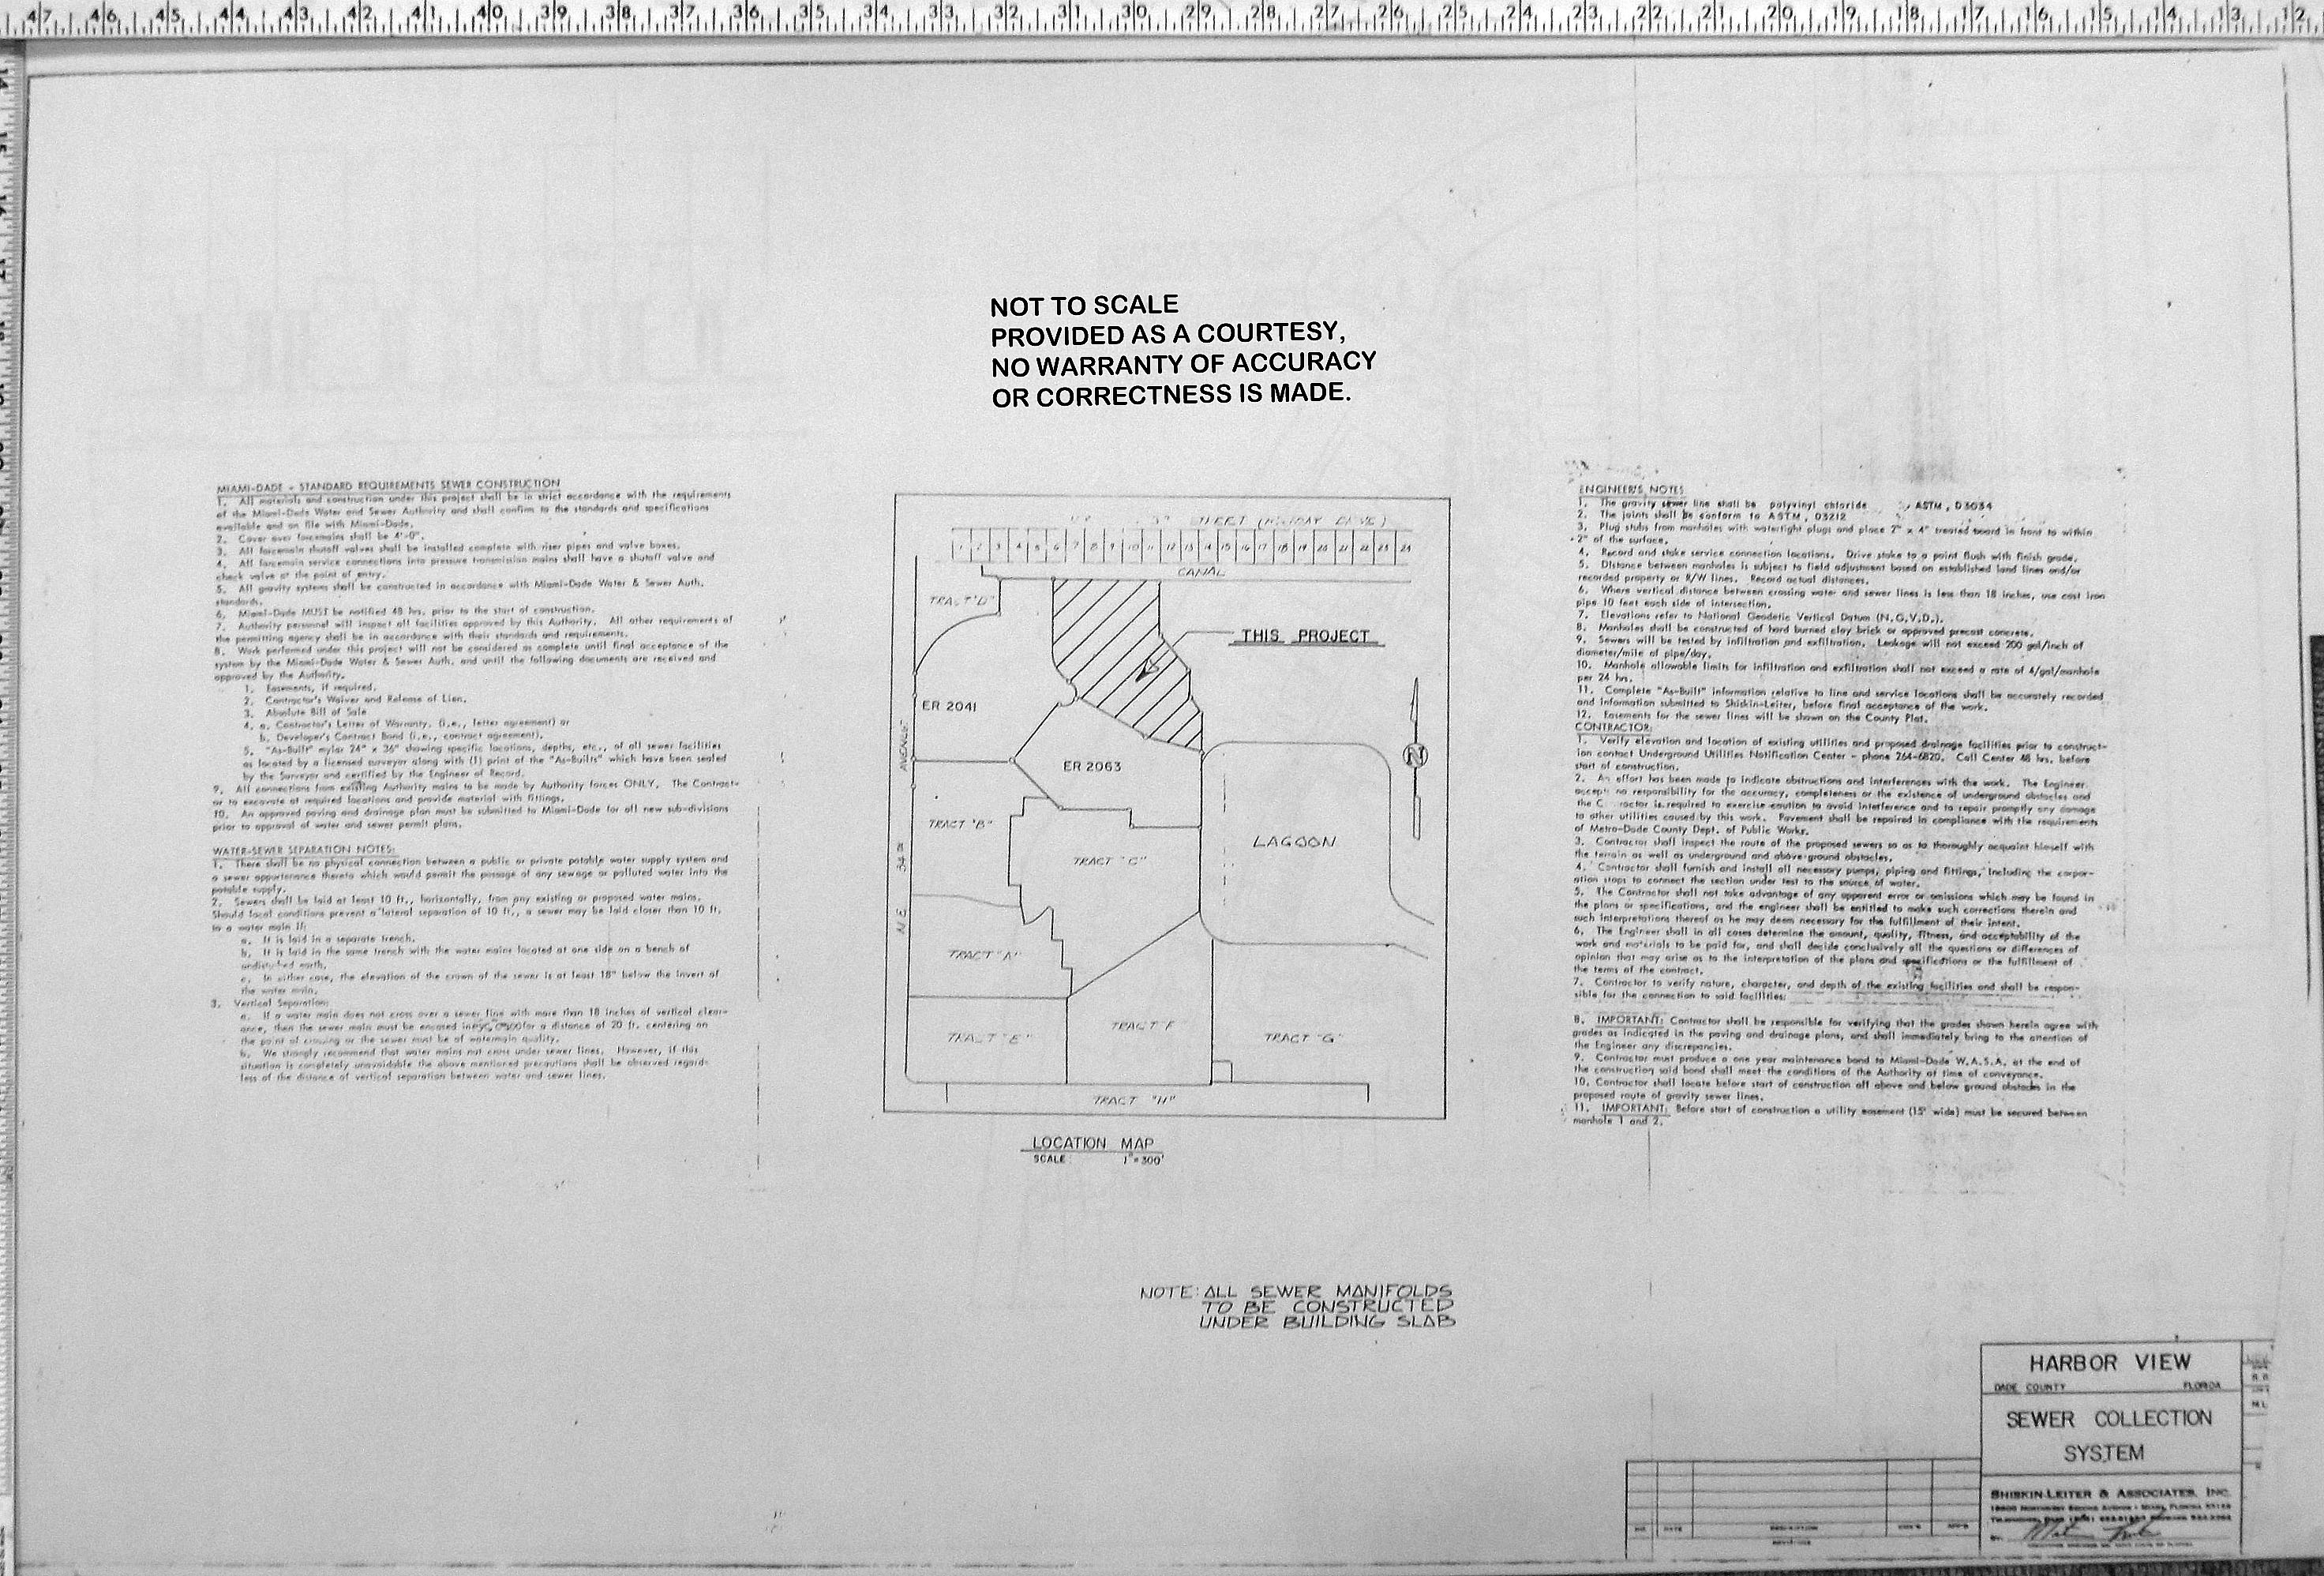 47 46 45 44 43 42 41 40 39 38 37 36 35 34 33 32 31 30 29 28 27 26 25 24 23 22 21 20 19 18 17 16 15 14 13 12
NOT TO SCALE
PROVIDED AS A COURTESY,
NO WARRANTY OF ACCURACY
OR CORRECTNESS IS MADE.
MIAMI-DADE - STANDARD REQUIREMENTS SEWER CONSTRUCTION
1. All materials and construction under this project shall be in strict accordance with the requirements
of the Miami-Dade Water and Sewer Authority and shall confirm to the standards and specifications
available and on file with Miami-Dade.
2. Cover over forcemains shall be 4'-0".
3. All forcemain shutoff valves shall be installed complete with riser pipes and valve boxes.
4. All forcemain service connections into pressure transmission mains shall have a shutoff valve and
check valve at the point of entry.
5. All gravity systems shall be constructed in accordance with Miami-Dade Water & Sewer Auth.
standards.
6. Miami-Dade MUST be notified 48 hrs. prior to the start of construction.
7. Authority personnel will inspect all facilities approved by this Authority. All other requirements of
the permitting agency shall be in accordance with their standards and requirements.
8. Work performed under this project will not be considered as complete until final acceptance of the
system by the Miami-Dade Water & Sewer Auth. and until the following documents are received and
approved by the Authority.
1. Easements, if required.
2. Contractor's Waiver and Release of Lien.
3. Absolute Bill of Sale
4. a. Contractor's Letter of Warranty. (i.e., letter agreement) or
b. Developer's Contract Bond (i.e., contract agreement).
5. "As-Built" mylar 24" x 36" showing specific locations, depths, etc., of all sewer facilities
as located by a licensed surveyor along with (1) print of the "As-Builts" which have been sealed
by the Surveyor and certified by the Engineer of Record.
9. All connections from existing Authority mains to be made by Authority forces ONLY. The Contract-
or to excavate at required locations and provide material with fittings.
10. An approved paving and drainage plan must be submitted to Miami-Dade for all new sub-divisions
prior to approval of water and sewer permit plans.
WATER-SEWER SEPARATION NOTES:
1. There shall be no physical connection between a public or private potable water supply system and
a sewer appurtenance thereto which would permit the passage of any sewage or polluted water into the
potable supply.
2. Sewers shall be laid at least 10 ft., horizontally, from any existing or proposed water mains.
Should local conditions prevent a lateral separation of 10 ft., a sewer may be laid closer than 10 ft.
to a water main if:
a. It is laid in a separate trench.
b. It is laid in the same trench with the water mains located at one side on a bench of
undisturbed earth.
c. In either case, the elevation of the crown of the sewer is at least 18" below the invert of
the water main.
3. Vertical Separation:
a. If a water main does not cross over a sewer line with more than 18 inches of vertical clear-
ance, then the sewer main must be encased in for a distance of 20 ft. centering on
the point of crossing or the sewer must be of watermain quality.
b. We strongly recommend that water mains not cross under sewer lines. However, if this
situation is completely unavoidable the above mentioned precautions shall be observed regard-
less of the distance of vertical separation between water and sewer lines.
STREET
1 2 3 4 5 6 7 8 9 10 11 12 13 14 15 16 17 18 19 20 21 22 23 24
CANAL
TRACT "D"
THIS PROJECT
ER 2041
N
AVENUE
ER 2063
TRACT "B"
LAGOON
TRACT "C"
34
N.E.
TRACT "A"
TRACT "F"
TRACT "E"
TRACT "G"
TRACT "H"
LOCATION MAP
SCALE 1"=300'
NOTE: ALL SEWER MANIFOLDS
TO BE CONSTRUCTED
UNDER BUILDING SLAB
ENGINEER'S NOTES
1. The gravity sewer line shall be polyvinyl chloride ASTM, D3034
2. The joints shall be conform to ASTM, D3212
3. Plug stubs from manholes with watertight plugs and place 2" x 4" treated board in front to within
2" of the surface.
4. Record and stake service connection locations. Drive stake to a point flush with finish grade.
5. Distance between manholes is subject to field adjustment based on established land lines and/or
recorded property or R/W lines. Record actual distances.
6. Where vertical distance between crossing water and sewer lines is less than 18 inches, use cast iron
pipe 10 feet each side of intersection.
7. Elevations refer to National Geodetic Vertical Datum (N.G.V.D.).
8. Manholes shall be constructed of hard burned clay brick or approved precast concrete.
9. Sewers will be tested by infiltration and exfiltration. Leakage will not exceed 200 gal/inch of
diameter/mile of pipe/day.
10. Manhole allowable limits for infiltration and exfiltration shall not exceed a rate of 4/gal/manhole
per 24 hrs.
11. Complete "As-Built" information relative to line and service locations shall be accurately recorded
and information submitted to Shiskin-Leiter, before final acceptance of the work.
12. Easements for the sewer lines will be shown on the County Plat.
CONTRACTOR:
1. Verify elevation and location of existing utilities and proposed drainage facilities prior to construct-
ion contact Underground Utilities Notification Center - phone 264-6820. Call Center 48 hrs. before
start of construction.
2. An effort has been made to indicate obstructions and interferences with the work. The Engineer
accepts no responsibility for the accuracy, completeness or the existence of underground obstacles and
the Contractor is required to exercise caution to avoid interference and to repair promptly any damage
to other utilities caused by this work. Pavement shall be repaired in compliance with the requirements
of Metro-Dade County Dept. of Public Works.
3. Contractor shall inspect the route of the proposed sewers so as to thoroughly acquaint himself with
the terrain as well as underground and above-ground obstacles.
4. Contractor shall furnish and install all necessary pumps, piping and fittings, including the corpor-
ation stops to connect the section under test to the source of water.
5. The Contractor shall not take advantage of any apparent error or omissions which may be found in
the plans or specifications, and the engineer shall be entitled to make such corrections therein and
such interpretations thereof as he may deem necessary for the fulfillment of their intent.
6. The Engineer shall in all cases determine the amount, quality, fitness, and acceptability of the
work and materials to be paid for, and shall decide conclusively all the questions or differences of
opinion that may arise as to the interpretation of the plans and specifications or the fulfillment of
the terms of the contract.
7. Contractor to verify nature, character, and depth of the existing facilities and shall be respon-
sible for the connection to said facilities:
8. IMPORTANT: Contractor shall be responsible for verifying that the grades shown herein agree with
grades as indicated in the paving and drainage plans, and shall immediately bring to the attention of
the Engineer any discrepancies.
9. Contractor must produce a one year maintenance bond to Miami-Dade W.A.S.A. at the end of
the construction said bond shall meet the conditions of the Authority at time of conveyance.
10. Contractor shall locate before start of construction all above and below ground obstacles in the
proposed route of gravity sewer lines.
11. IMPORTANT: Before start of construction a utility easement (15' wide) must be secured between
manhole 1 and 2.
HARBOR VIEW
DADE COUNTY FLORIDA
SEWER COLLECTION
SYSTEM
SHISKIN-LEITER & ASSOCIATES, INC.
NO. DATE DESCRIPTION